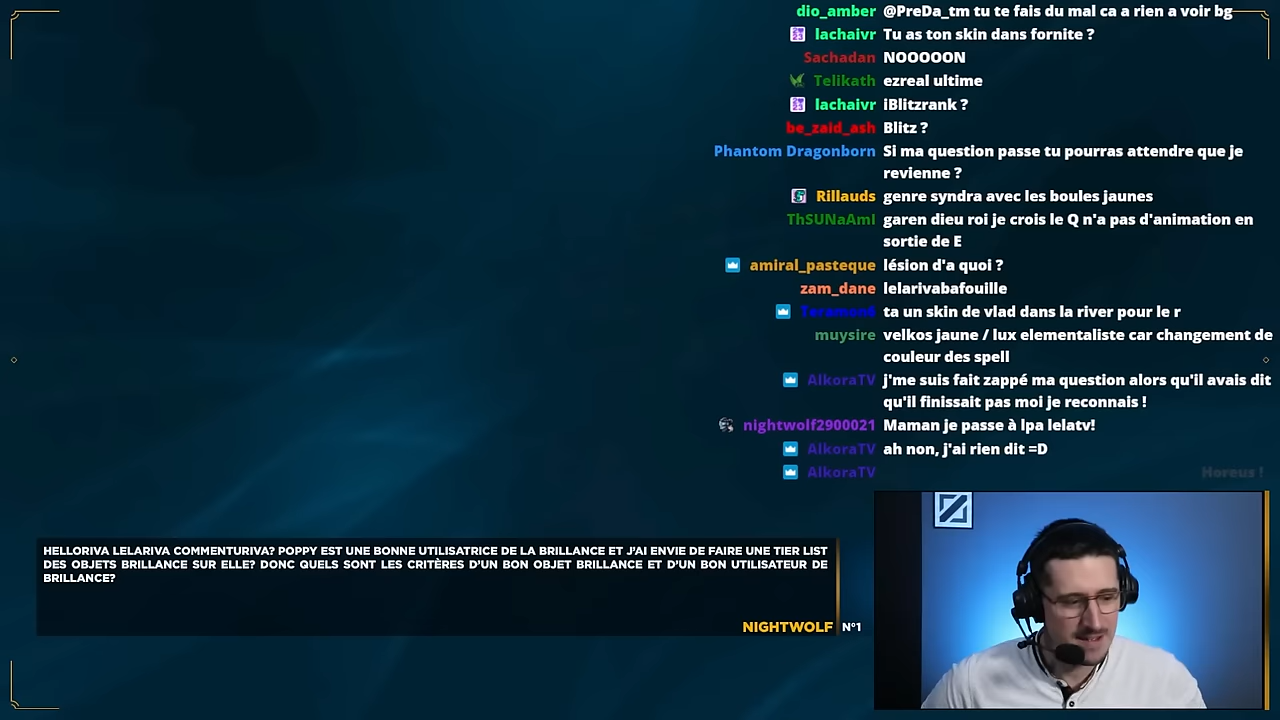 dio_amber @PreDa_tm tu te fais du mal ca a rien a voir bg
lachaivr Tu as ton skin dans fornite ?
Sachadan NOOOOON
Telikath ezreal ultime
lachaivr iBlitzrank ?
be_zaid_ash Blitz ?
Phantom Dragonborn Si ma question passe tu pourras attendre que je
revienne ?
Rillauds genre syndra avec les boules jaunes
ThSUNaAmI garen dieu roi je crois le Q n'a pas d'animation en
sortie de E
amiral_pasteque lésion d'a quoi ?
zam_dane lelarivabafouille
ta un skin de vlad dans la river pour le r
muysire velkos jaune / lux elementaliste car changement de
couleur des spell
AlkoraTV j'me suis fait zappé ma question alors qu'il avais dit
qu'il finissait pas moi je reconnais !
nightwolf2900021 Maman je passe à lpa lelatv!
AlkoraTV ah non, j'ai rien dit =D
AlkoraTV Horeus !
HELLORIVA LELARIVA COMMENTURIVA? POPPY EST UNE BONNE UTILISATRICE DE LA BRILLANCE ET J'AI ENVIE DE FAIRE UNE TIER LIST
DES OBJETS BRILLANCE SUR ELLE? DONC QUELS SONT LES CRITÈRES D'UN BON OBJET BRILLANCE ET D'UN BON UTILISATEUR DE
BRILLANCE?
NIGHTWOLF N°1